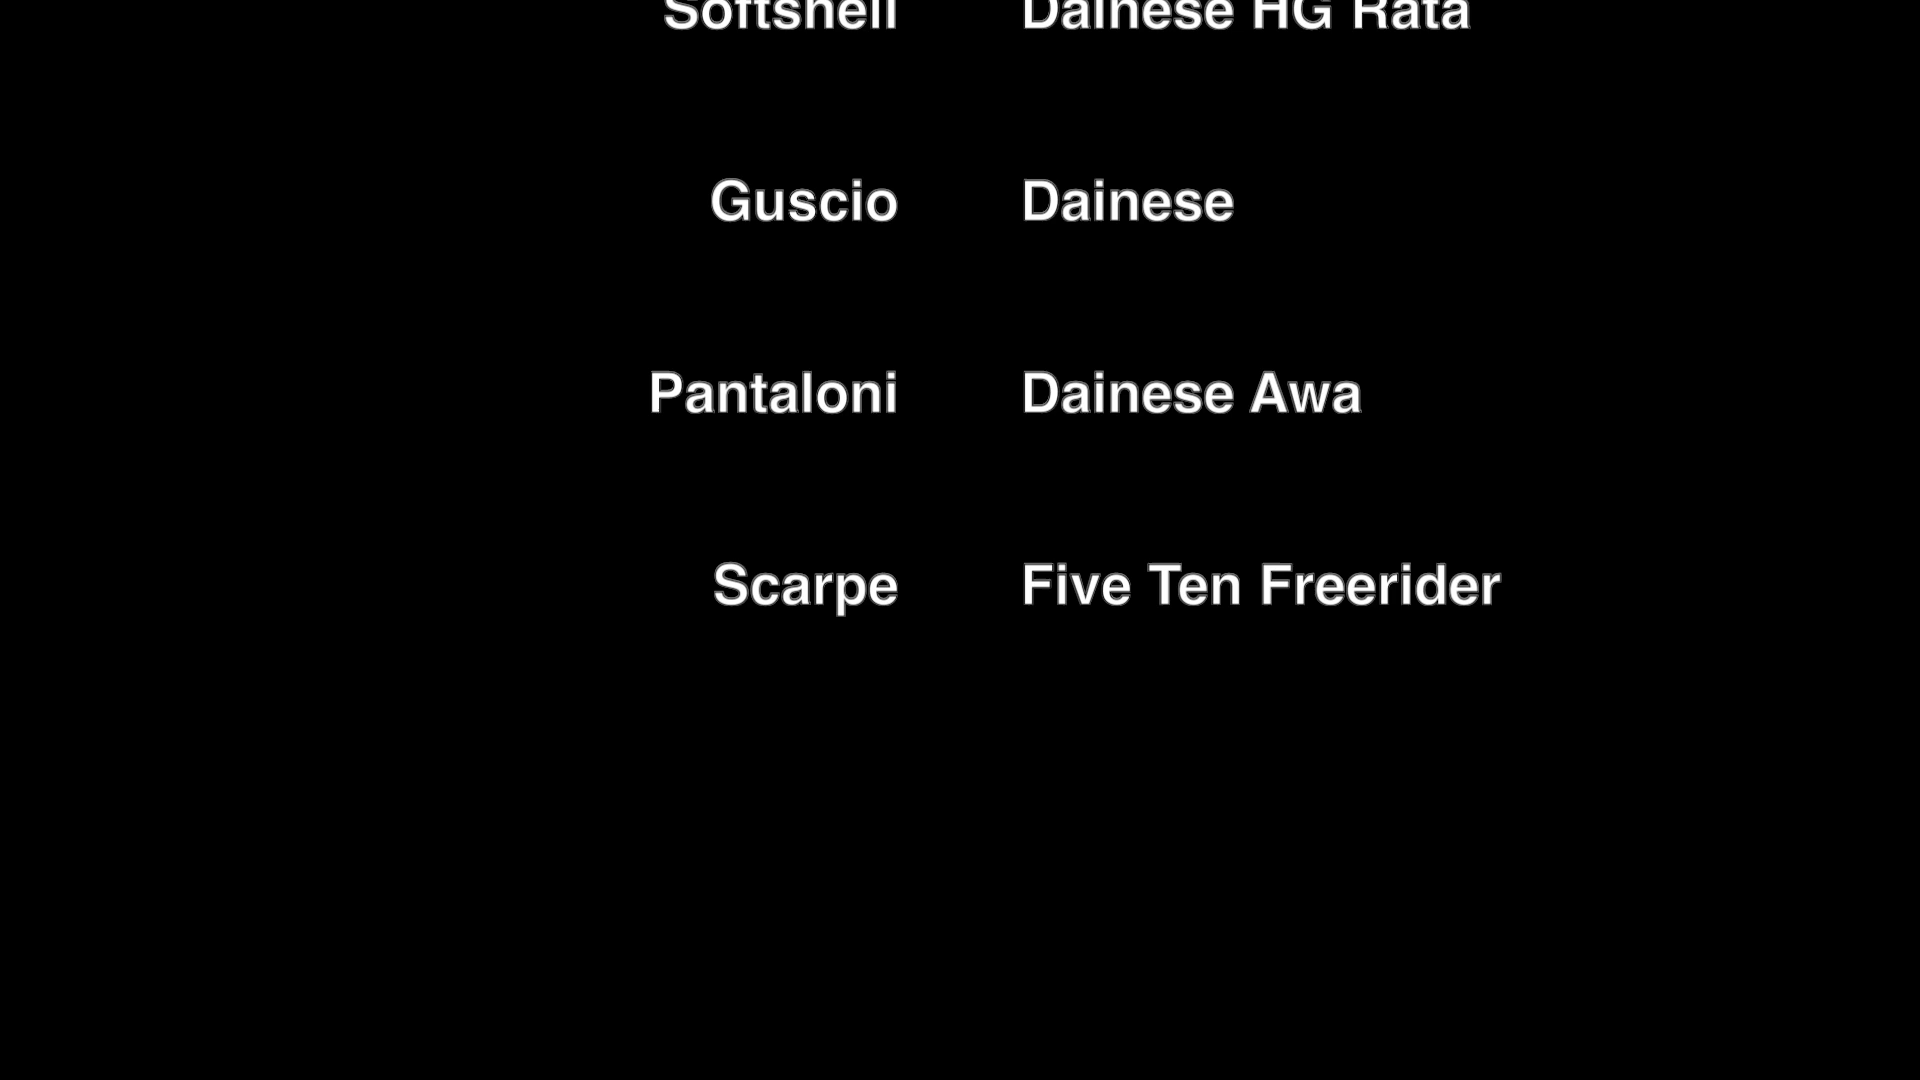 Softshell Dainese HG Rata
Guscio Dainese
Pantaloni Dainese Awa
Scarpe Five Ten Freerider